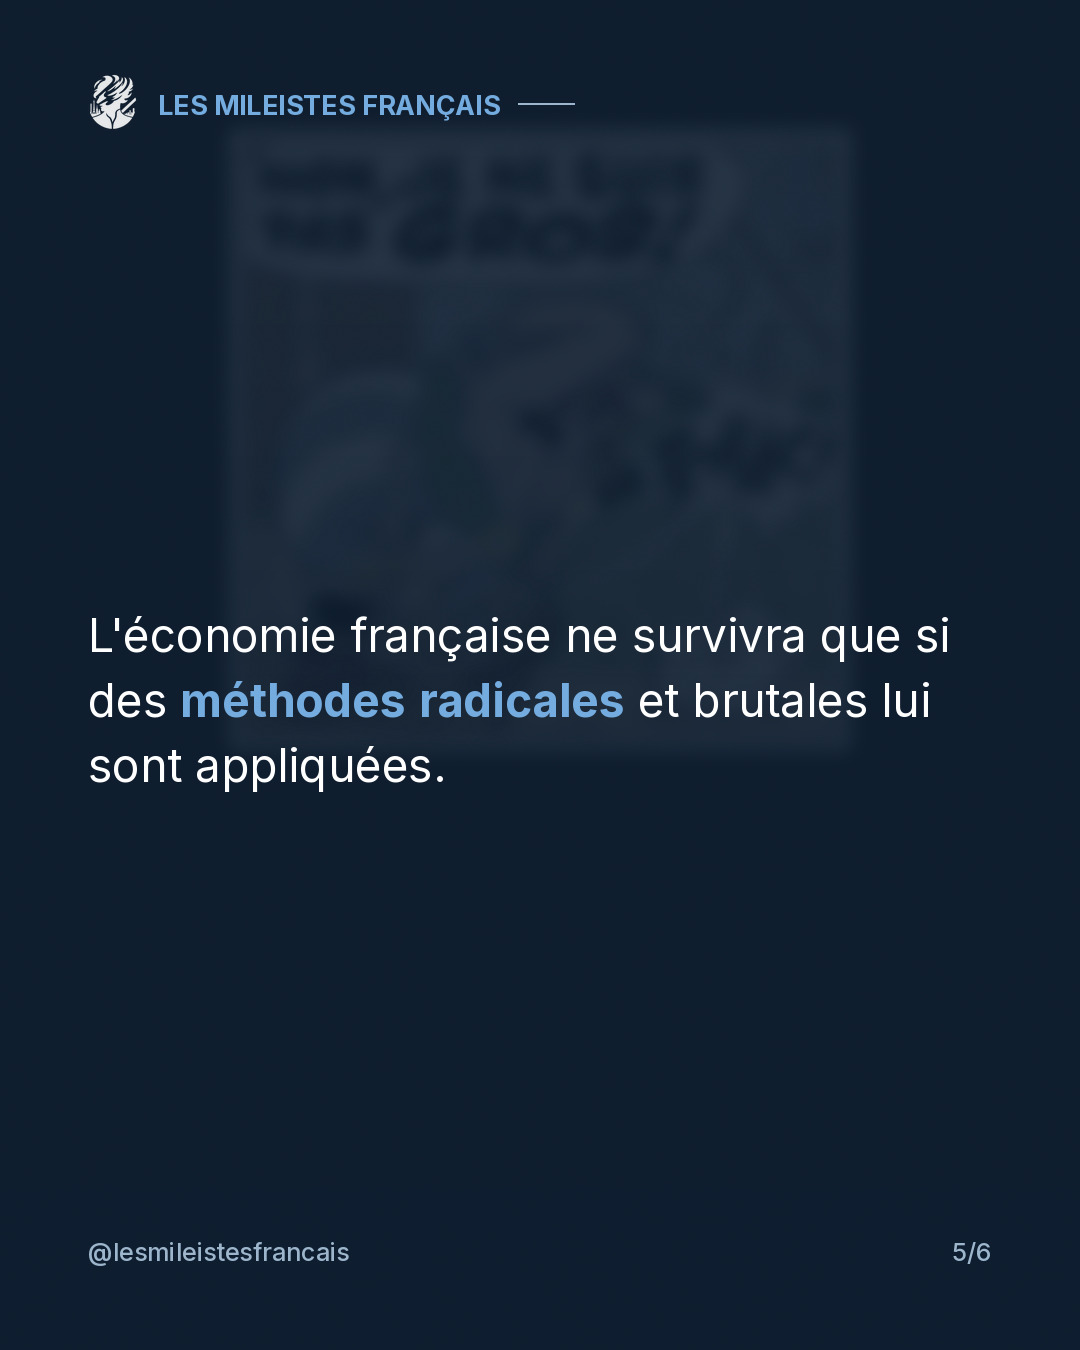 LES MILEISTES FRANÇAIS
L'économie française ne survivra que si
des méthodes radicales et brutales lui
sont appliquées.
@lesmileistesfrancais
5/6